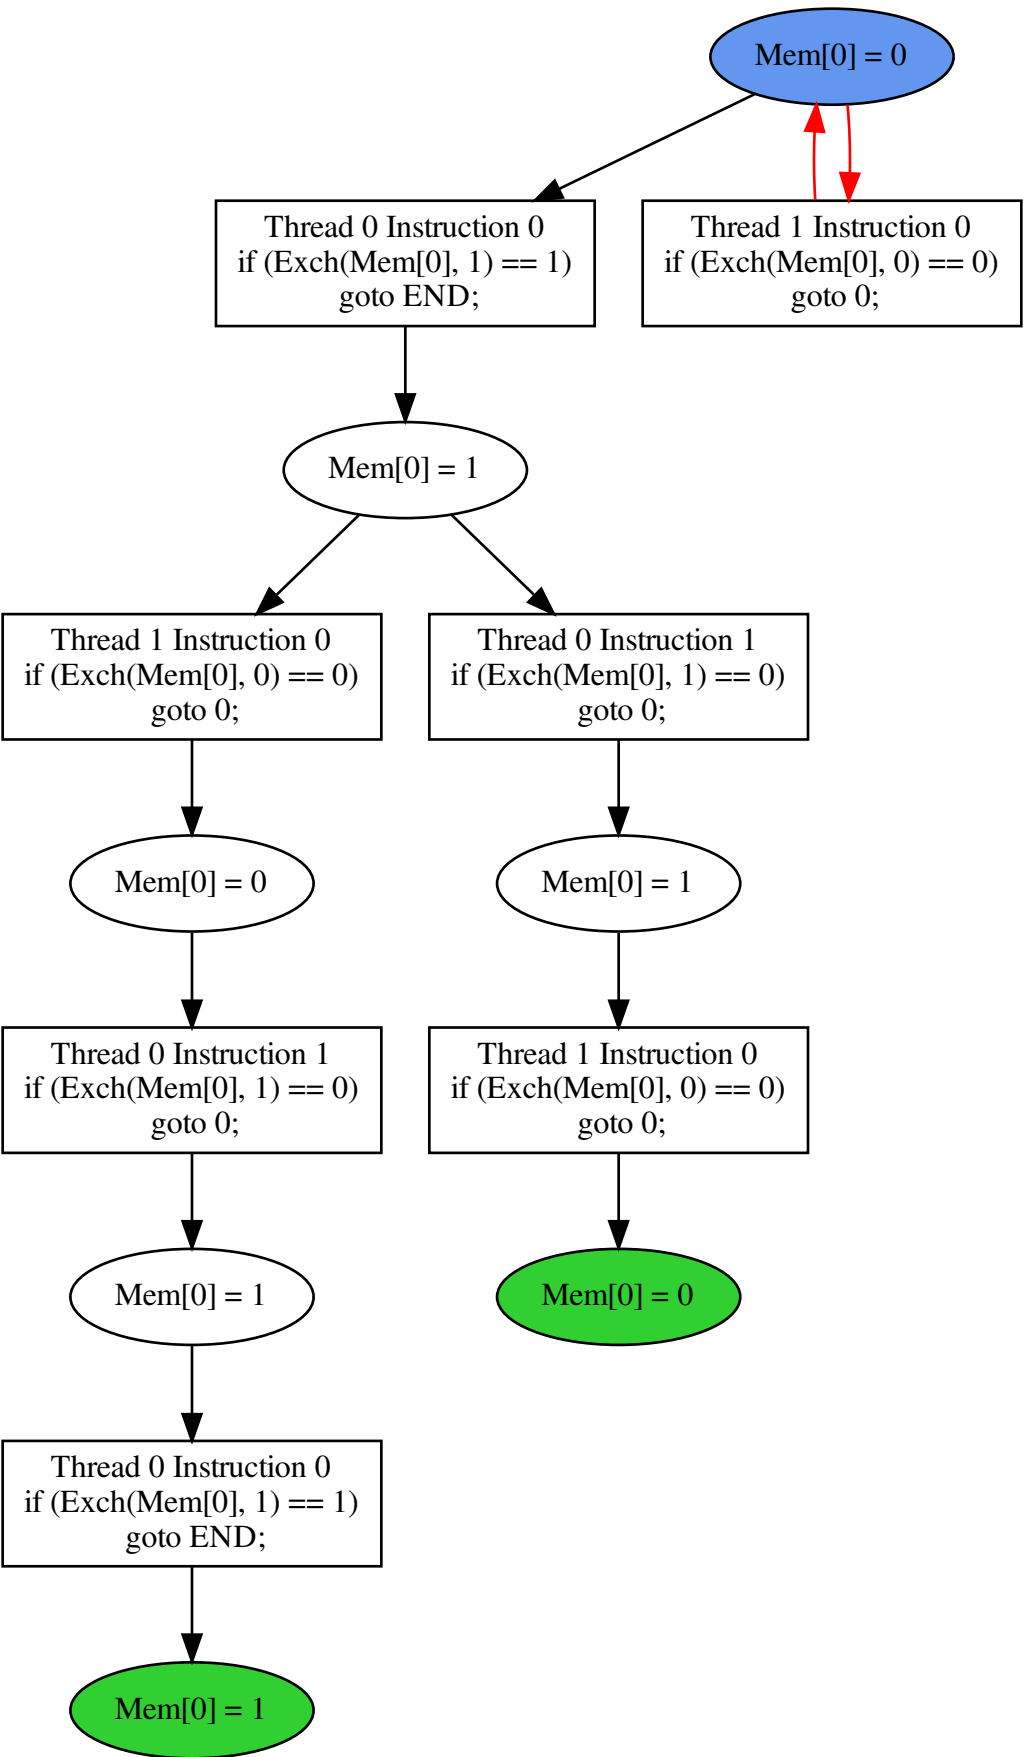 Mem[0] = 0
Thread 0 Instruction 0
if (Exch(Mem[0], 1) == 1)
goto END;
Thread 1 Instruction 0
if (Exch(Mem[0], 0) == 0)
goto 0;
Mem[0] = 1
Thread 1 Instruction 0
if (Exch(Mem[0], 0) == 0)
goto 0;
Thread 0 Instruction 1
if (Exch(Mem[0], 1) == 0)
goto 0;
Mem[0] = 0
Mem[0] = 1
Thread 0 Instruction 1
if (Exch(Mem[0], 1) == 0)
goto 0;
Thread 1 Instruction 0
if (Exch(Mem[0], 0) == 0)
goto 0;
Mem[0] = 1
Mem[0] = 0
Thread 0 Instruction 0
if (Exch(Mem[0], 1) == 1)
goto END;
Mem[0] = 1